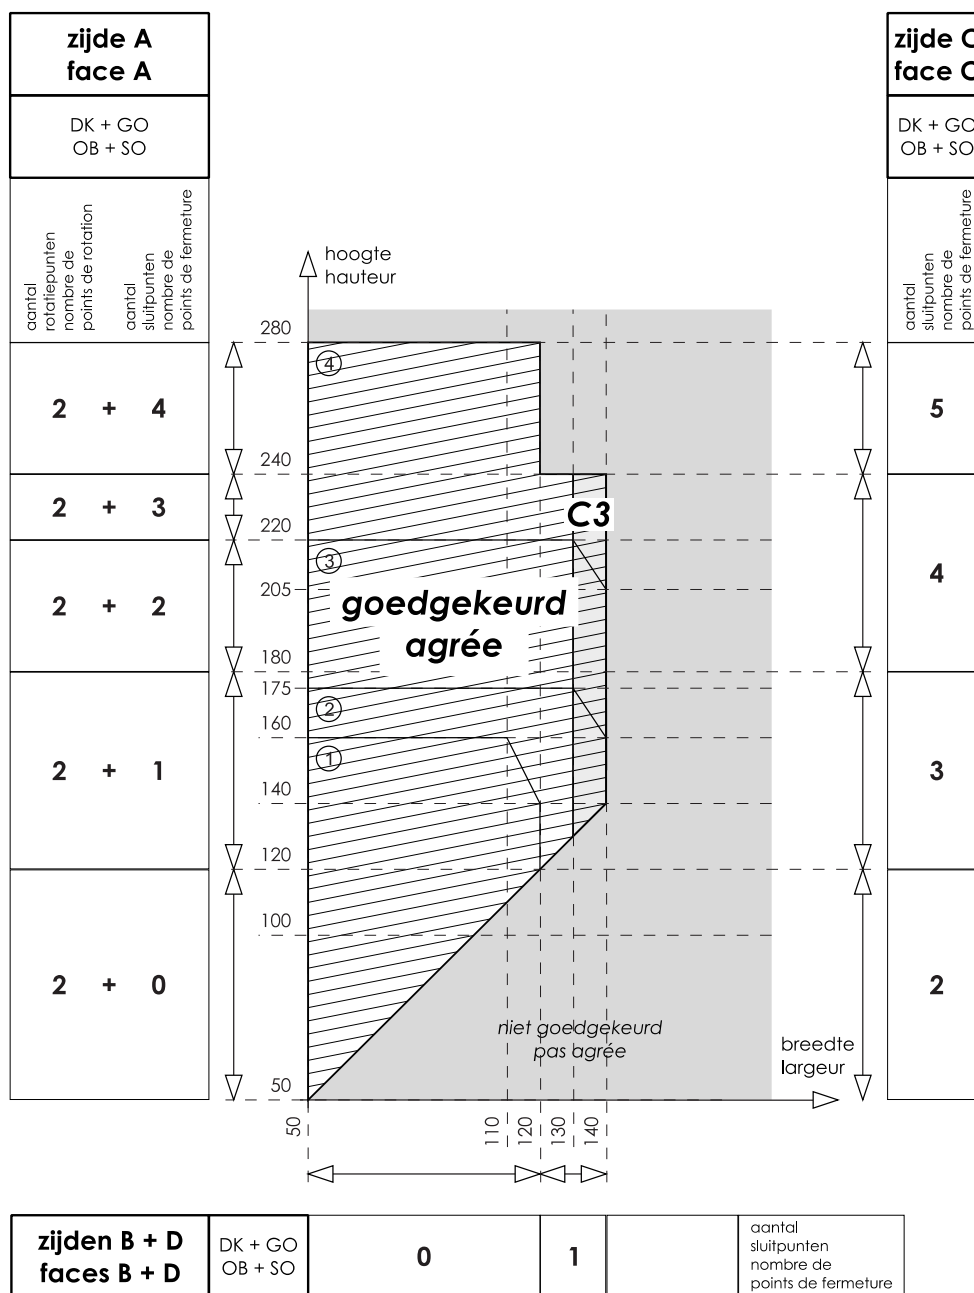 zijde A
face A
DK + GO
OB + SO
aantal
rotatiepunten
nombre de
points de rotation
aantal
sluitpunten
nombre de
points de fermeture
2 + 4
2 + 3
2 + 2
2 + 1
2 + 0
hoogte
hauteur
280
240
220
205
180
175
160
140
120
100
50
4
3
2
1
C3
goedgekeurd
agrée
niet goedgekeurd
pas agrée
breedte
largeur
50
110
120
130
140
zijde C
face C
DK + GO
OB + SO
aantal
sluitpunten
nombre de
points de fermeture
5
4
3
2
zijden B + D
faces B + D
DK + GO
OB + SO
0
1
aantal
sluitpunten
nombre de
points de fermeture